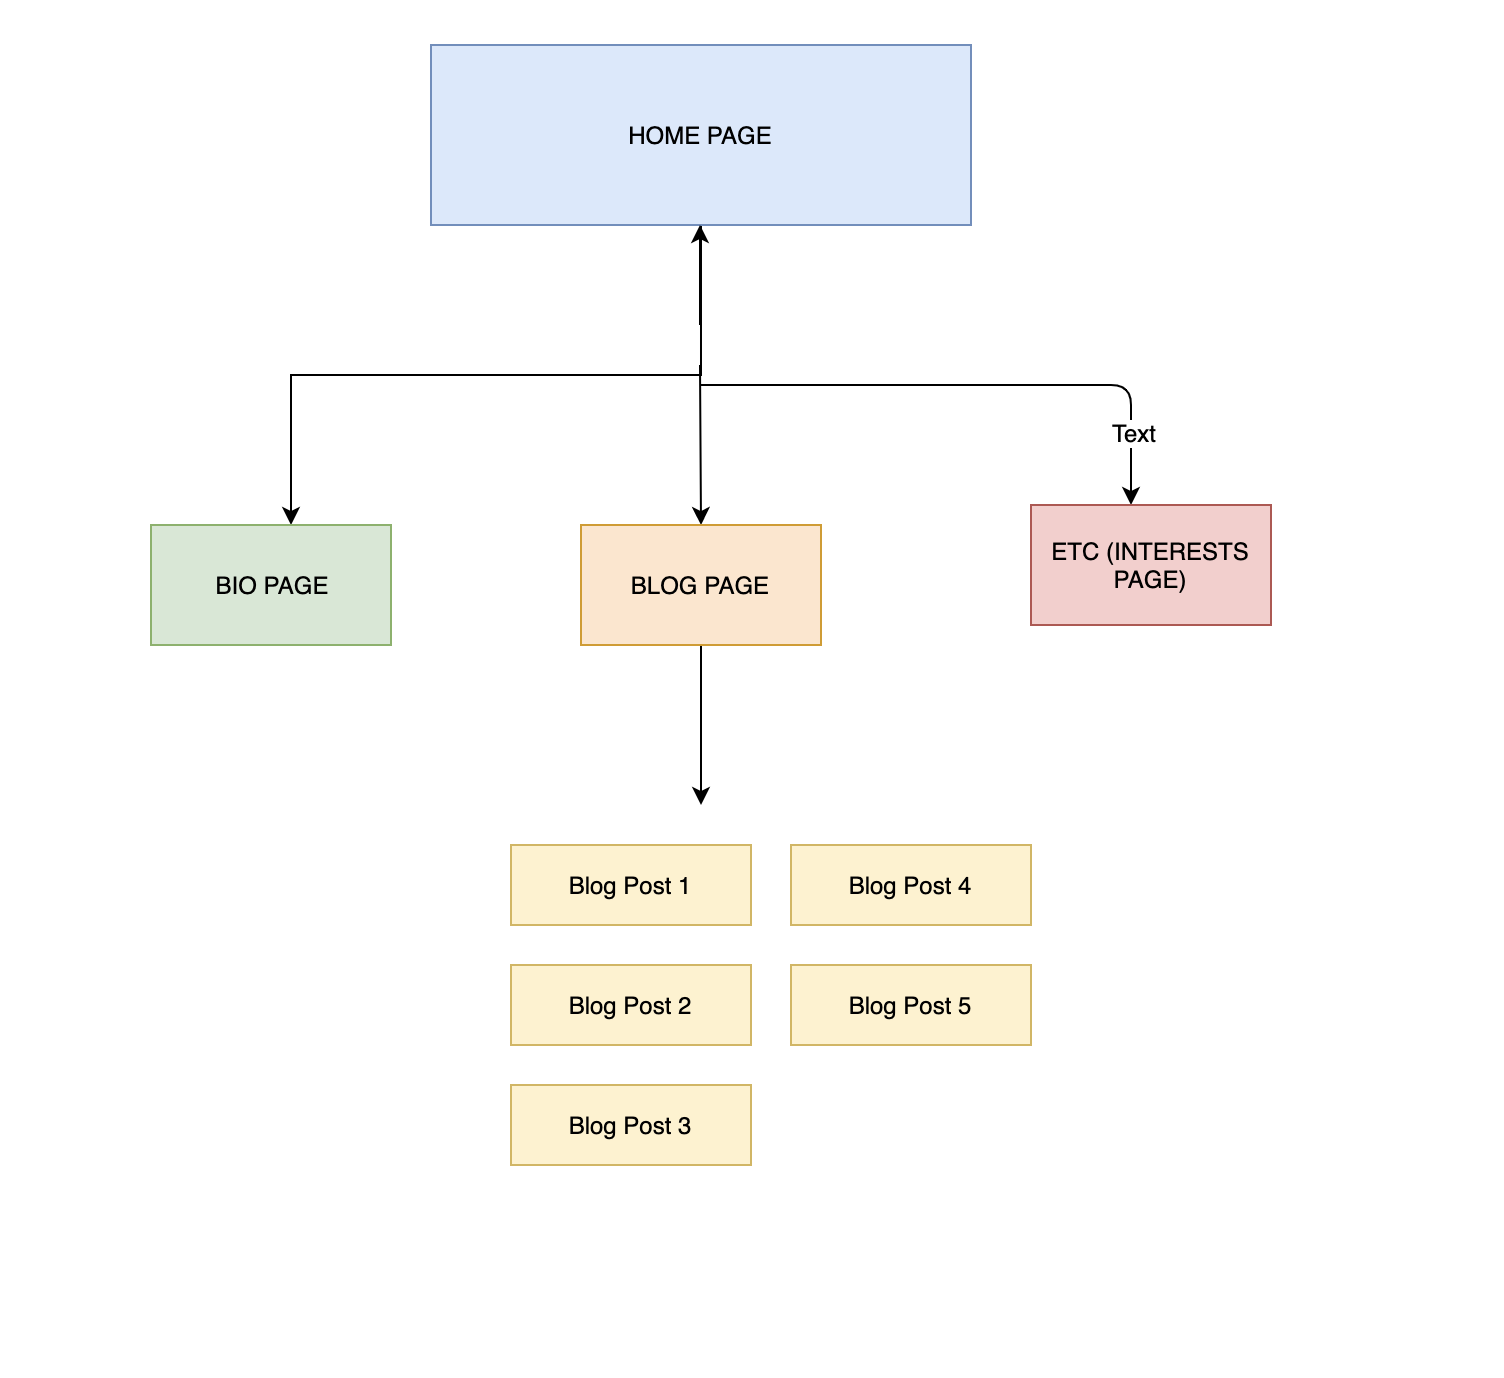 HOME PAGE
Text
BIO PAGE
BLOG PAGE
ETC (INTERESTS
PAGE)
Blog Post 1
Blog Post 4
Blog Post 2
Blog Post 5
Blog Post 3